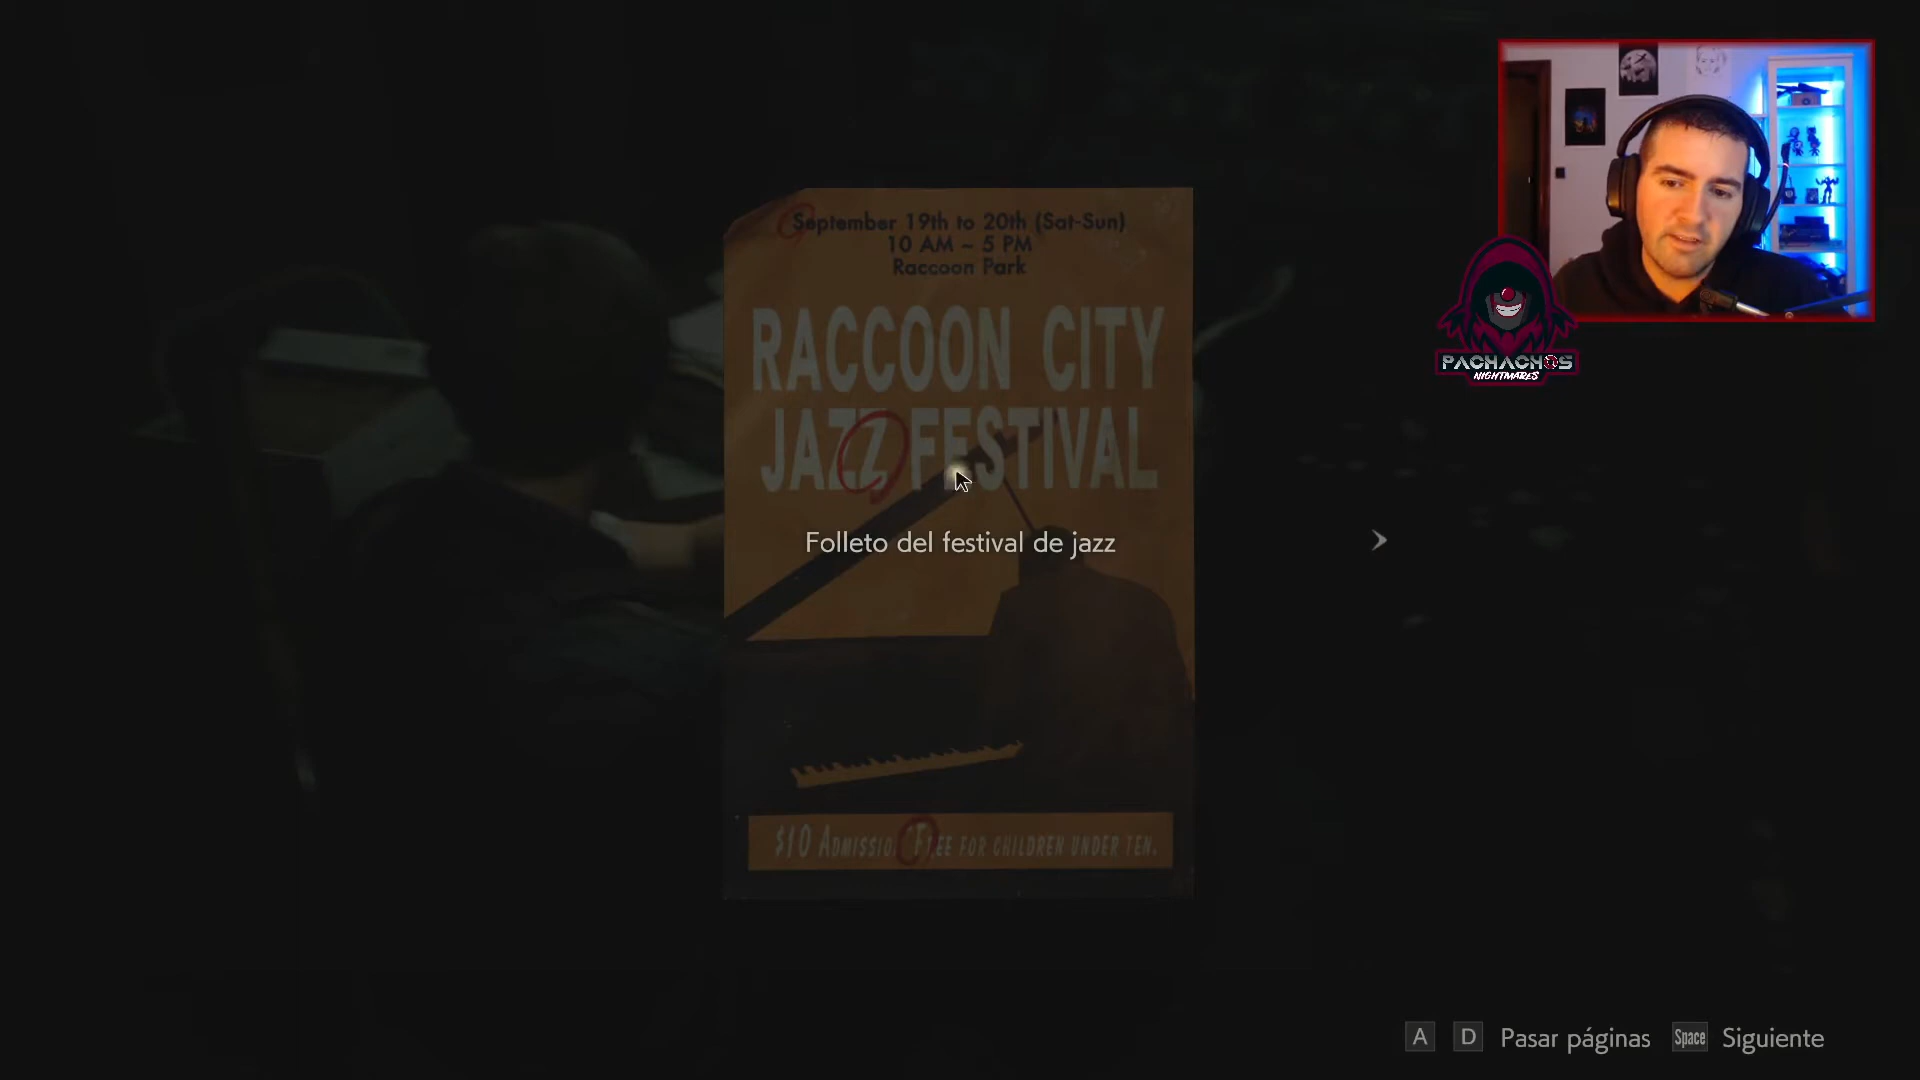 September 19th to 20th (Sat-Sun)
10 AM ~ 5 PM
Raccoon Park
RACCOON CITY
JAZZ FESTIVAL
Folleto del festival de jazz
$10 ADMISSION FREE FOR CHILDREN UNDER TEN.
PACHACHOS
NIGHTMARES
A D Pasar páginas Space Siguiente